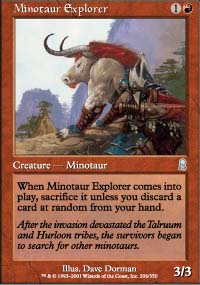 Minotaur Explorer 1
Creature — Minotaur
When Minotaur Explorer comes into
play, sacrifice it unless you discard a
card at random from your hand.
After the invasion devastated the Talruum
and Hurloon tribes, the survivors began
to search for other minotaurs.
Illus. Dave Dorman
™ & © 1993–2001 Wizards of the Coast, Inc. 206/350
3/3